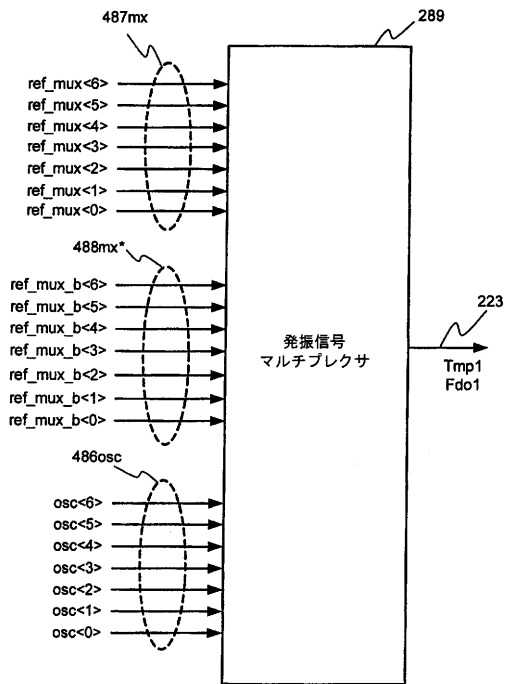 487mx
289
ref_mux<6>
ref_mux<5>
ref_mux<4>
ref_mux<3>
ref_mux<2>
ref_mux<1>
ref_mux<0>
488mx*
ref_mux_b<6>
ref_mux_b<5>
ref_mux_b<4>
ref_mux_b<3>
ref_mux_b<2>
ref_mux_b<1>
ref_mux_b<0>
発振信号
マルチプレクサ
223
Tmp1
Fdo1
486osc
osc<6>
osc<5>
osc<4>
osc<3>
osc<2>
osc<1>
osc<0>